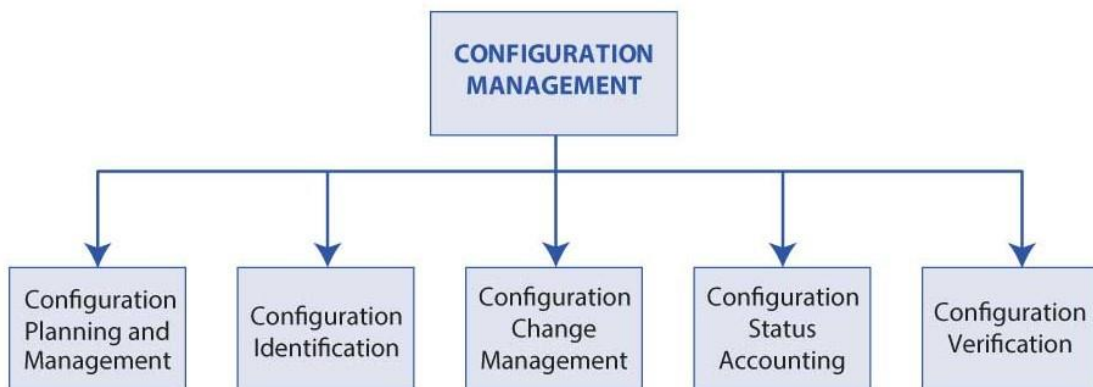 CONFIGURATION
MANAGEMENT
Configuration
Planning and
Management
Configuration
Identification
Configuration
Change
Management
Configuration
Status
Accounting
Configuration
Verification